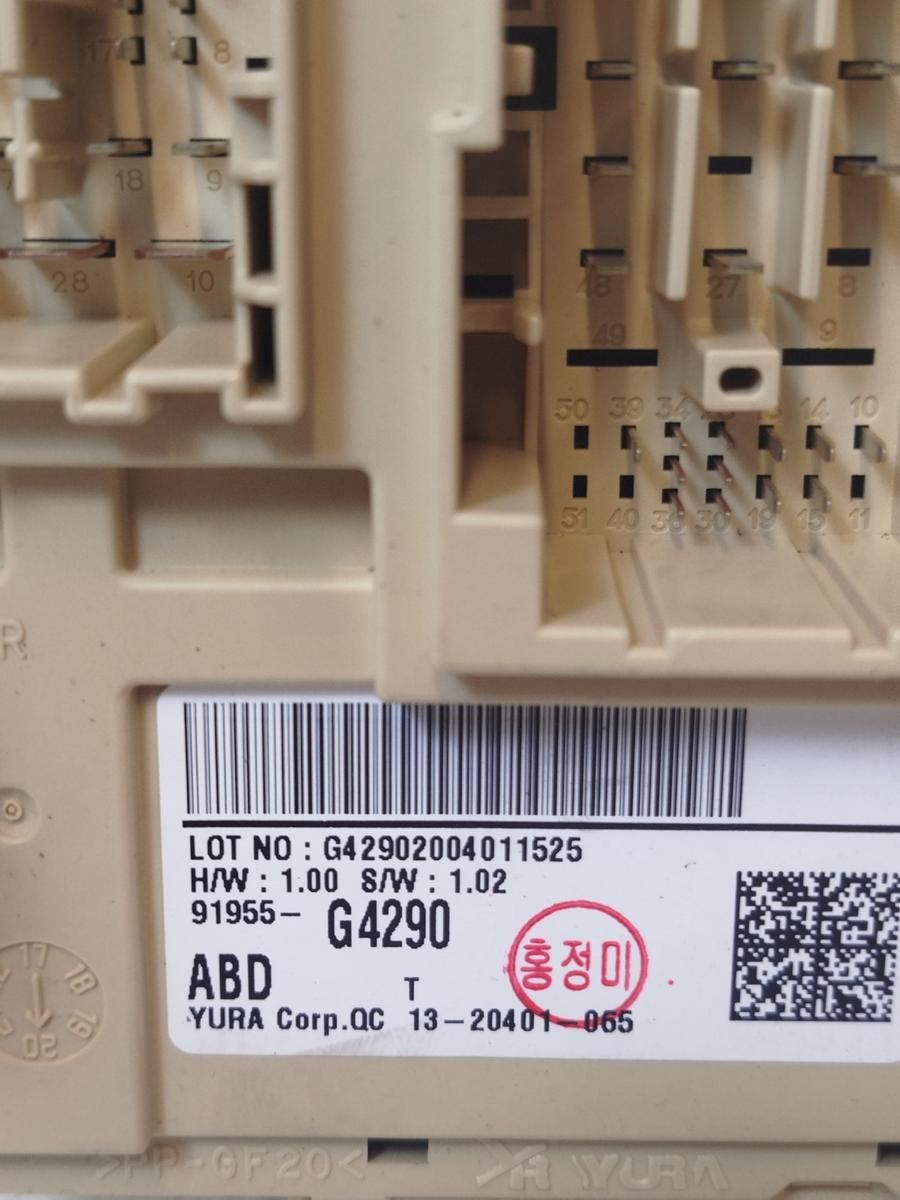 17 8
18 9
28 10
48 27 8
49 9
50 39 34 14 10
51 40 36 30 19 15 11
R
LOT NO : G42902004011525
H/W : 1.00 S/W : 1.02
91955- G4290
홍정미
ABD T
YURA Corp.QC 13-20401-065
17 18 19 20
>PP-GF20< YURA